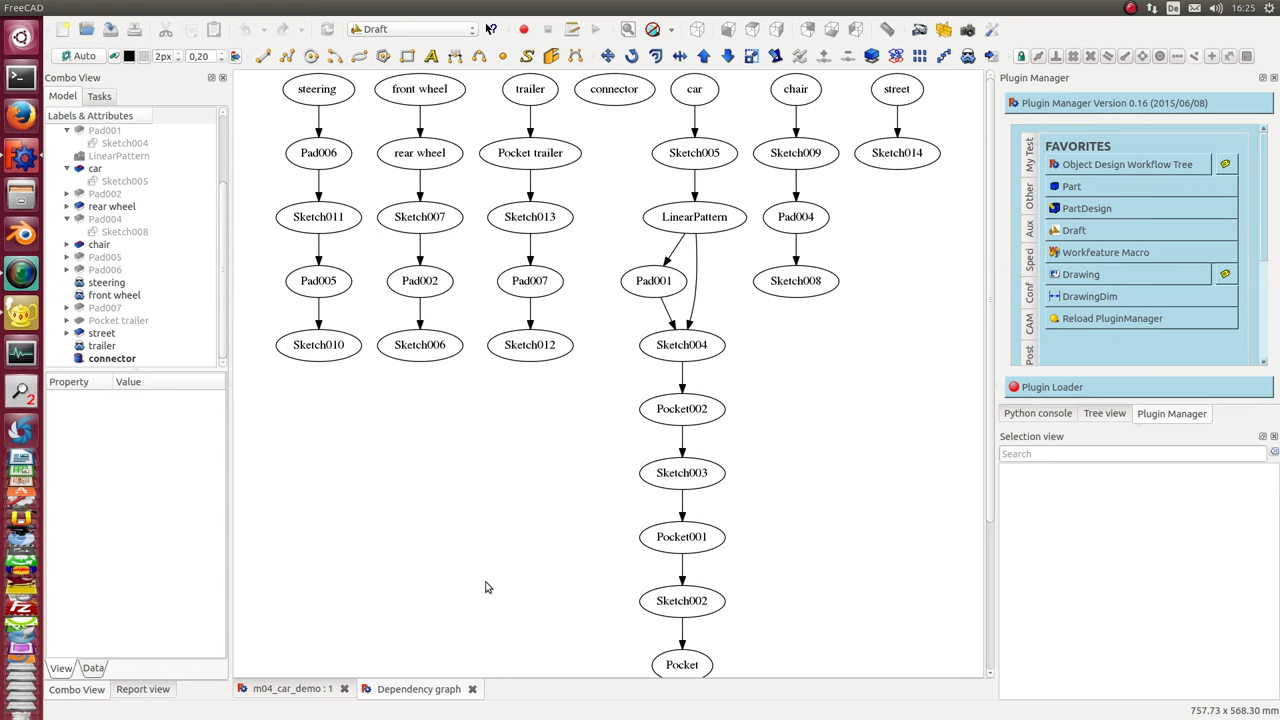 FreeCAD
De
16:25
Draft
Auto
2px
0,20
Combo View
Model
Tasks
Labels & Attributes
Pad001
Sketch004
LinearPattern
car
Sketch005
Pad002
rear wheel
Pad004
Sketch008
chair
Pad005
Pad006
steering
front wheel
Pad007
Pocket trailer
street
trailer
connector
Property
Value
View
Data
Combo View
Report view
steering
front wheel
trailer
connector
car
chair
street
Pad006
rear wheel
Pocket trailer
Sketch005
Sketch009
Sketch014
Sketch011
Sketch007
Sketch013
LinearPattern
Pad004
Pad005
Pad002
Pad007
Pad001
Sketch008
Sketch010
Sketch006
Sketch012
Sketch004
Pocket002
Sketch003
Pocket001
Sketch002
Pocket
m04_car_demo : 1
Dependency graph
Plugin Manager
Plugin Manager Version 0.16 (2015/06/08)
My Test
Other
Aux
Sped
Conf
CAM
Post
FAVORITES
Object Design Workflow Tree
Part
PartDesign
Draft
Workfeature Macro
Drawing
DrawingDim
Reload PluginManager
Plugin Loader
Python console
Tree view
Plugin Manager
Selection view
Search
757.73 x 568.30 mm